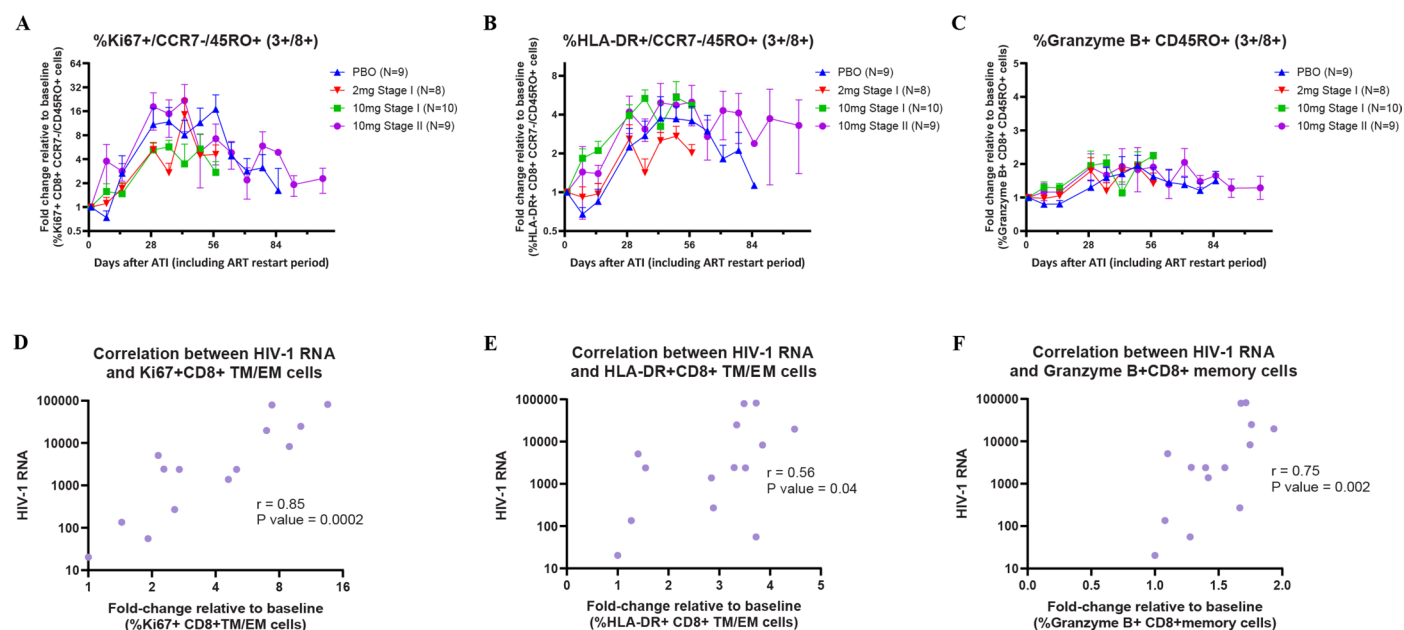 A
%Ki67+/CCR7-/45RO+ (3+/8+)
Fold change relative to baseline
(%Ki67+ CD8+ CCR7-/CD45RO+ cells)
64
32
16
8
4
2
1
0.5
0
28
56
84
Days after ATI (including ART restart period)
PBO (N=9)
2mg Stage I (N=8)
10mg Stage I (N=10)
10mg Stage II (N=9)
B
%HLA-DR+/CCR7-/45RO+ (3+/8+)
Fold change relative to baseline
(%HLA-DR+ CD8+ CCR7-/CD45RO+ cells)
8
4
2
1
0.5
0
28
56
84
Days after ATI (including ART restart period)
PBO (N=9)
2mg Stage I (N=8)
10mg Stage I (N=10)
10mg Stage II (N=9)
C
%Granzyme B+ CD45RO+ (3+/8+)
Fold change relative to baseline
(%Granzyme B+ CD8+ CD45RO+ cells)
5
4
3
2
1
0
0
28
56
84
Days after ATI (including ART restart period)
PBO (N=9)
2mg Stage I (N=8)
10mg Stage I (N=10)
10mg Stage II (N=9)
D
Correlation between HIV-1 RNA
and Ki67+CD8+ TM/EM cells
HIV-1 RNA
100000
10000
1000
100
10
r = 0.85
P value = 0.0002
1
2
4
8
16
Fold-change relative to baseline
(%Ki67+ CD8+TM/EM cells)
E
Correlation between HIV-1 RNA
and HLA-DR+CD8+ TM/EM cells
HIV-1 RNA
100000
10000
1000
100
10
r = 0.56
P value = 0.04
0
1
2
3
4
5
Fold-change relative to baseline
(%HLA-DR+ CD8+ TM/EM cells)
F
Correlation between HIV-1 RNA
and Granzyme B+CD8+ memory cells
HIV-1 RNA
100000
10000
1000
100
10
r = 0.75
P value = 0.002
0.0
0.5
1.0
1.5
2.0
Fold-change relative to baseline
(%Granzyme B+ CD8+memory cells)